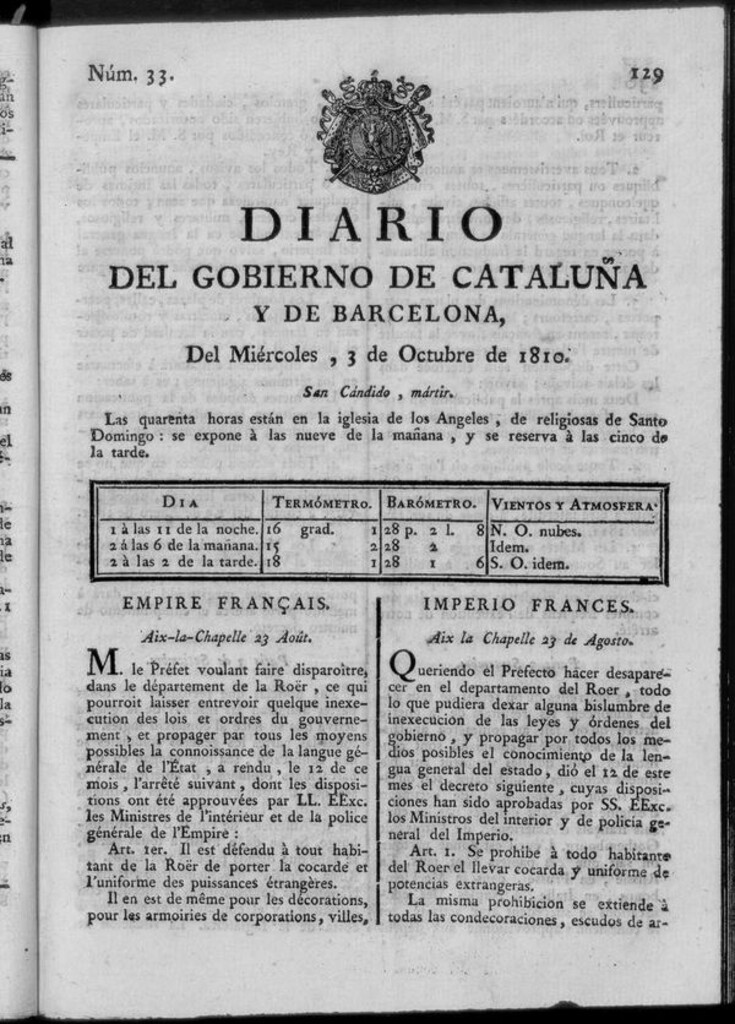 Núm. 33.
129
DIARIO
DEL GOBIERNO DE CATALUÑA
Y DE BARCELONA,
Del Miércoles , 3 de Octubre de 1810.
San Cándido , mártir.
Las quarenta horas están en la iglesia de los Angeles , de religiosas de Santo
Domingo : se expone à las nueve de la mañana , y se reserva à las cinco de
la tarde.
DIA TERMÓMETRO. BARÓMETRO. VIENTOS Y ATMOSFERA.
1 à las 11 de la noche. 16 grad. 1 28 p. 2 l. 8 N. O. nubes.
2 á las 6 de la mañana. 15 2 28 2 Idem.
2 à las 2 de la tarde. 18 1 28 1 6 S. O. idem.
EMPIRE FRANÇAIS.
Aix-la-Chapelle 23 Août.
M. le Préfet voulant faire disparoître,
dans le département de la Roër , ce qui
pourroit laisser entrevoir quelque inexe-
cution des lois et ordres du gouverne-
ment , et propager par tous les moyens
possibles la connoissance de la langue gé-
nérale de l'État , a rendu , le 12 de ce
mois , l'arrêté suivant , dont les disposi-
tions ont été approuvées par LL. EExc.
les Ministres de l'intérieur et de la police
générale de l'Empire :
Art. 1er. Il est défendu à tout habi-
tant de la Roër de porter la cocarde et
l'uniforme des puissances étrangères.
Il en est de même pour les décorations,
pour les armoiries de corporations, villes,
IMPERIO FRANCES.
Aix la Chapelle 23 de Agosto.
Queriendo el Prefecto hacer desapare-
cer en el departamento del Roer , todo
lo que pudiera dexar alguna bislumbre de
inexecucion de las leyes y órdenes del
gobierno , y propagar por todos los me-
dios posibles el conocimiento de la len-
gua general del estado , dió el 12 de este
mes el decreto siguiente , cuyas disposi-
ciones han sido aprobadas por SS. EExc.
los Ministros del interior y de policía ge-
neral del Imperio.
Art. 1. Se prohibe à todo habitante
del Roer el llevar cocarda y uniforme de
potencias extrangeras.
La misma prohibicion se extiende à
todas las condecoraciones , escudos de ar-